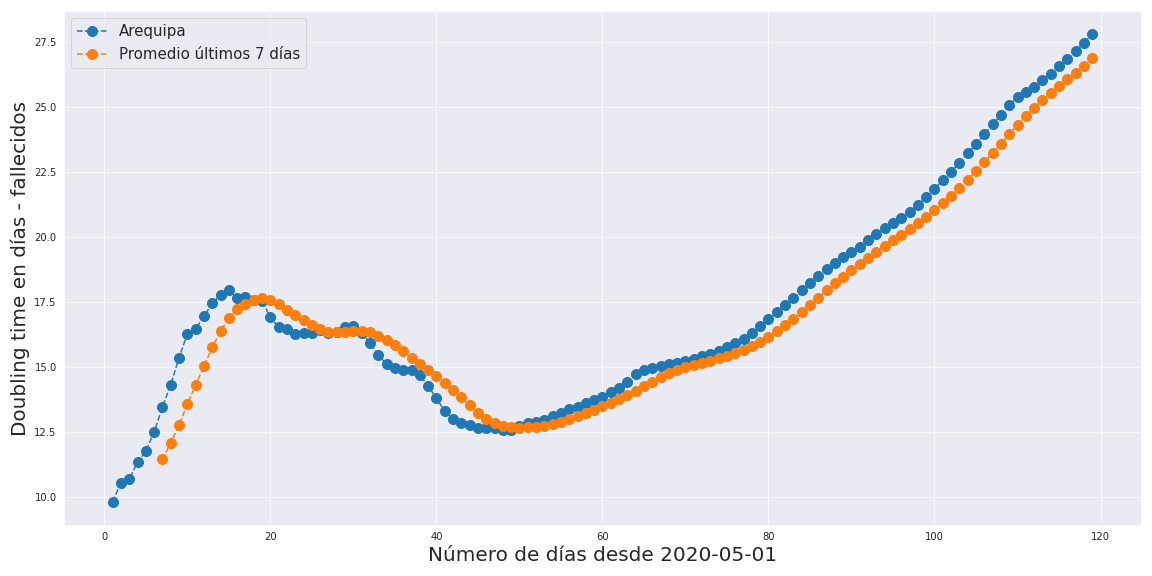 Arequipa
Promedio últimos 7 días
Doubling time en días - fallecidos
27.5
25.0
22.5
20.0
17.5
15.0
12.5
10.0
0 20 40 60 80 100 120
Número de días desde 2020-05-01